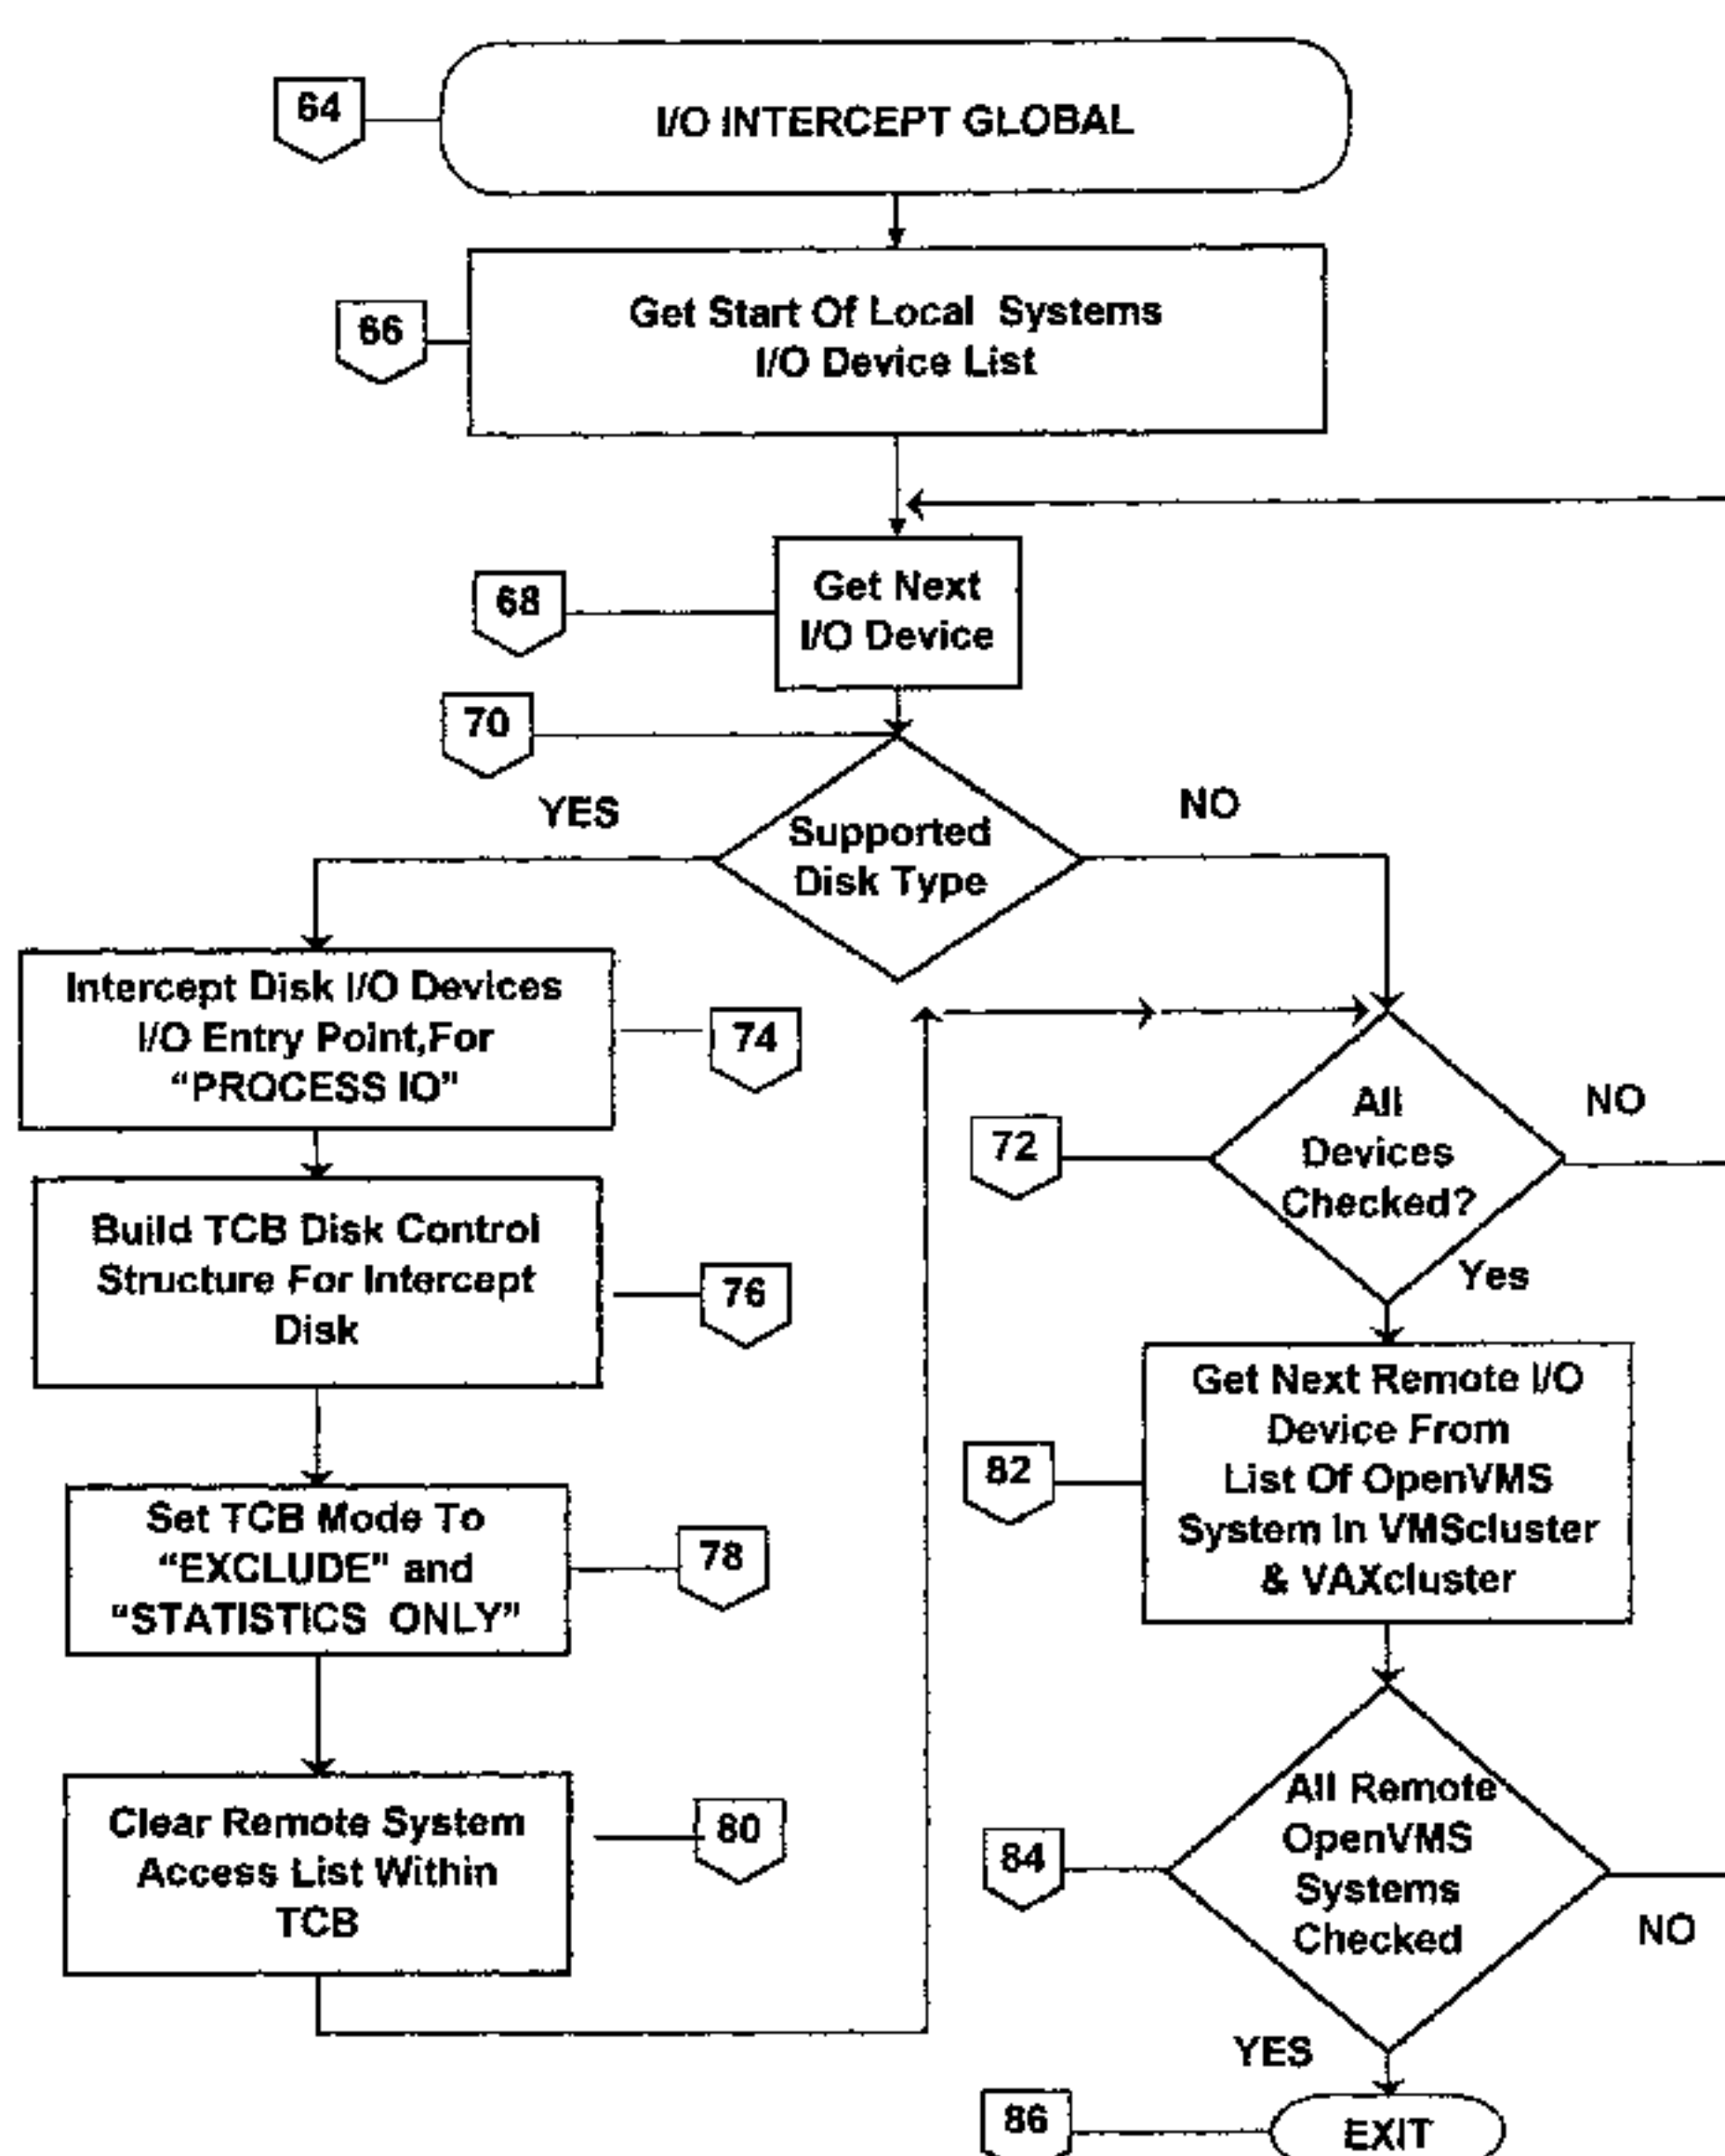 64
I/O INTERCEPT GLOBAL
66
Get Start Of Local Systems
I/O Device List
68
Get Next
I/O Device
70
YES
NO
Supported
Disk Type
Intercept Disk I/O Devices
I/O Entry Point,For
“PROCESS IO”
74
72
All
Devices
Checked?
NO
Yes
Build TCB Disk Control
Structure For Intercept
Disk
76
82
Get Next Remote I/O
Device From
List Of OpenVMS
System In VMScluster
& VAXcluster
Set TCB Mode To
“EXCLUDE” and
“STATISTICS ONLY”
78
Clear Remote System
Access List Within
TCB
80
84
All Remote
OpenVMS
Systems
Checked
NO
YES
86
EXIT